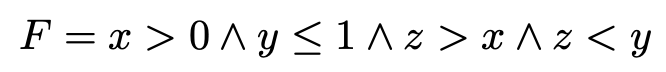 F = x > 0 ∧ y ≤ 1 ∧ z > x ∧ z < y